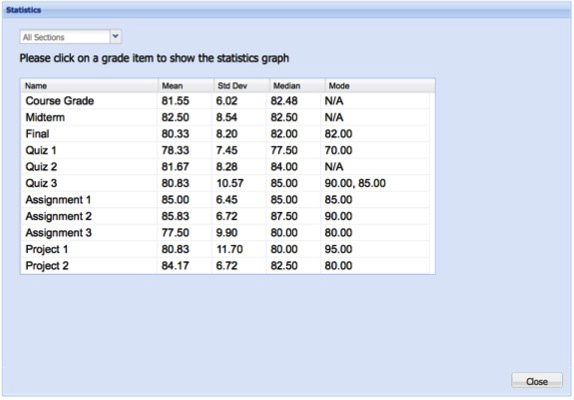 Statistics
All Sections
Please click on a grade item to show the statistics graph
Name Mean Std Dev Median Mode
Course Grade 81.55 6.02 82.48 N/A
Midterm 82.50 8.54 82.50 N/A
Final 80.33 8.20 82.00 82.00
Quiz 1 78.33 7.45 77.50 70.00
Quiz 2 81.67 8.28 84.00 N/A
Quiz 3 80.83 10.57 85.00 90.00, 85.00
Assignment 1 85.00 6.45 85.00 85.00
Assignment 2 85.83 6.72 87.50 90.00
Assignment 3 77.50 9.90 80.00 80.00
Project 1 80.83 11.70 80.00 95.00
Project 2 84.17 6.72 82.50 80.00
Close